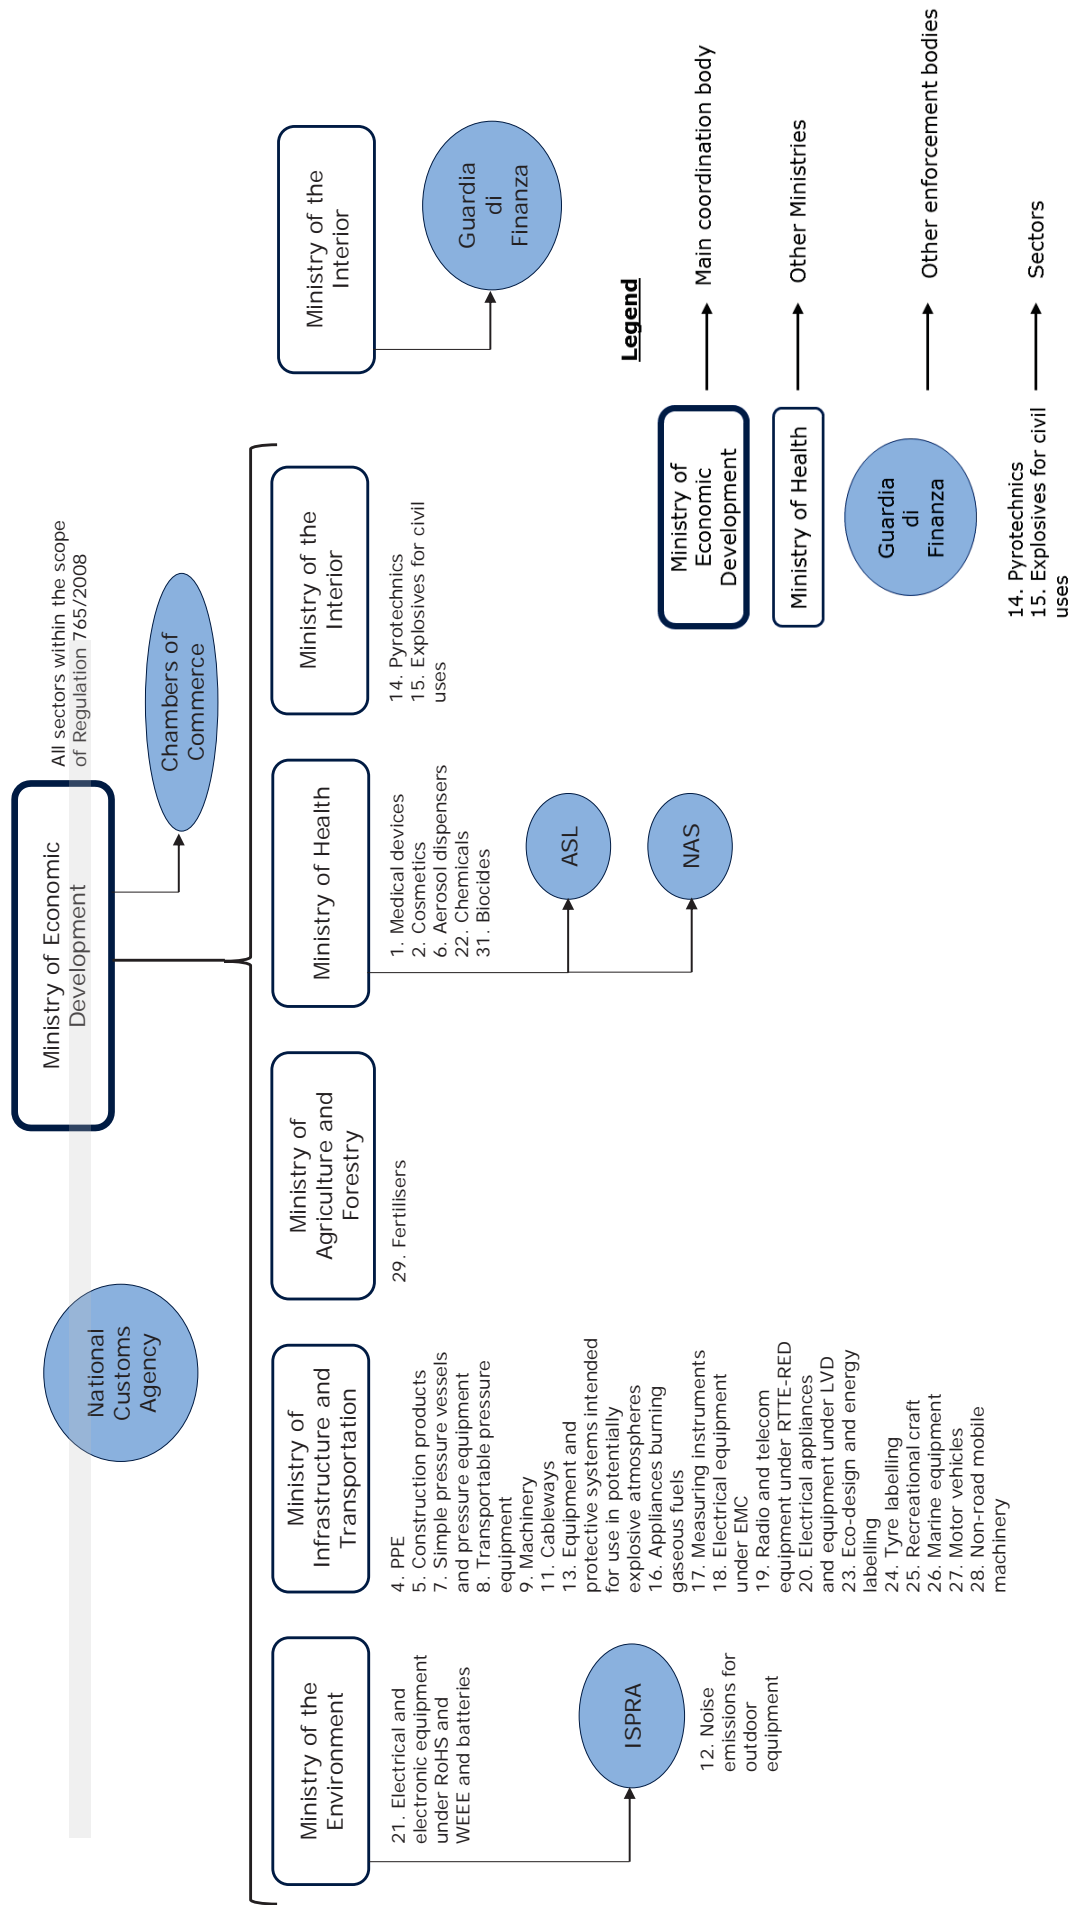 National
Customs
Agency
Ministry of Economic
Development
All sectors within the scope
of Regulation 765/2008
Chambers of
Commerce
Ministry of the
Environment
21. Electrical and
electronic equipment
under RoHS and
WEEE and batteries
ISPRA
12. Noise
emissions for
outdoor
equipment
Ministry of
Infrastructure and
Transportation
4. PPE
5. Construction products
7. Simple pressure vessels
and pressure equipment
8. Transportable pressure
equipment
9. Machinery
11. Cableways
13. Equipment and
protective systems intended
for use in potentially
explosive atmospheres
16. Appliances burning
gaseous fuels
17. Measuring instruments
18. Electrical equipment
under EMC
19. Radio and telecom
equipment under RTTE-RED
20. Electrical appliances
and equipment under LVD
23. Eco-design and energy
labelling
24. Tyre labelling
25. Recreational craft
26. Marine equipment
27. Motor vehicles
28. Non-road mobile
machinery
Ministry of
Agriculture and
Forestry
29. Fertilisers
Ministry of Health
1. Medical devices
2. Cosmetics
6. Aerosol dispensers
22. Chemicals
31. Biocides
ASL
NAS
Ministry of the
Interior
14. Pyrotechnics
15. Explosives for civil
uses
Ministry of the
Interior
Guardia
di
Finanza
Legend
Ministry of
Economic
Development
Main coordination body
Ministry of Health
Other Ministries
Guardia
di
Finanza
Other enforcement bodies
14. Pyrotechnics
15. Explosives for civil
uses
Sectors